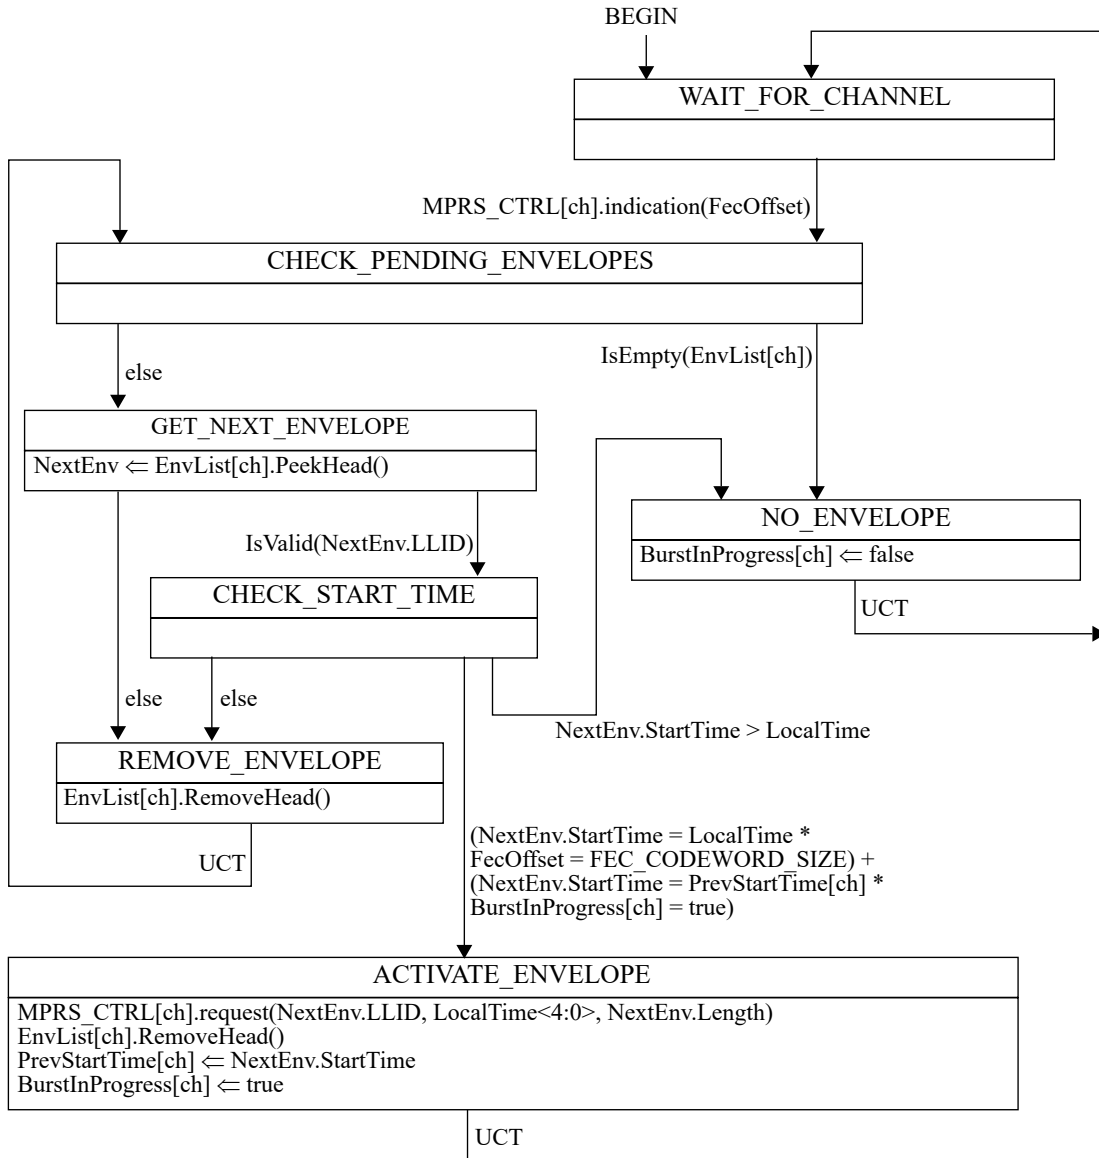 BEGIN
WAIT_FOR_CHANNEL
MPRS_CTRL[ch].indication(FecOffset)
CHECK_PENDING_ENVELOPES
IsEmpty(EnvList[ch])
else
GET_NEXT_ENVELOPE
NextEnv ⇐ EnvList[ch].PeekHead()
NO_ENVELOPE
BurstInProgress[ch] ⇐ false
IsValid(NextEnv.LLID)
CHECK_START_TIME
UCT
else
else
NextEnv.StartTime > LocalTime
REMOVE_ENVELOPE
EnvList[ch].RemoveHead()
UCT
(NextEnv.StartTime = LocalTime *
FecOffset = FEC_CODEWORD_SIZE) +
(NextEnv.StartTime = PrevStartTime[ch] *
BurstInProgress[ch] = true)
ACTIVATE_ENVELOPE
MPRS_CTRL[ch].request(NextEnv.LLID, LocalTime<4:0>, NextEnv.Length)
EnvList[ch].RemoveHead()
PrevStartTime[ch] ⇐ NextEnv.StartTime
BurstInProgress[ch] ⇐ true
UCT